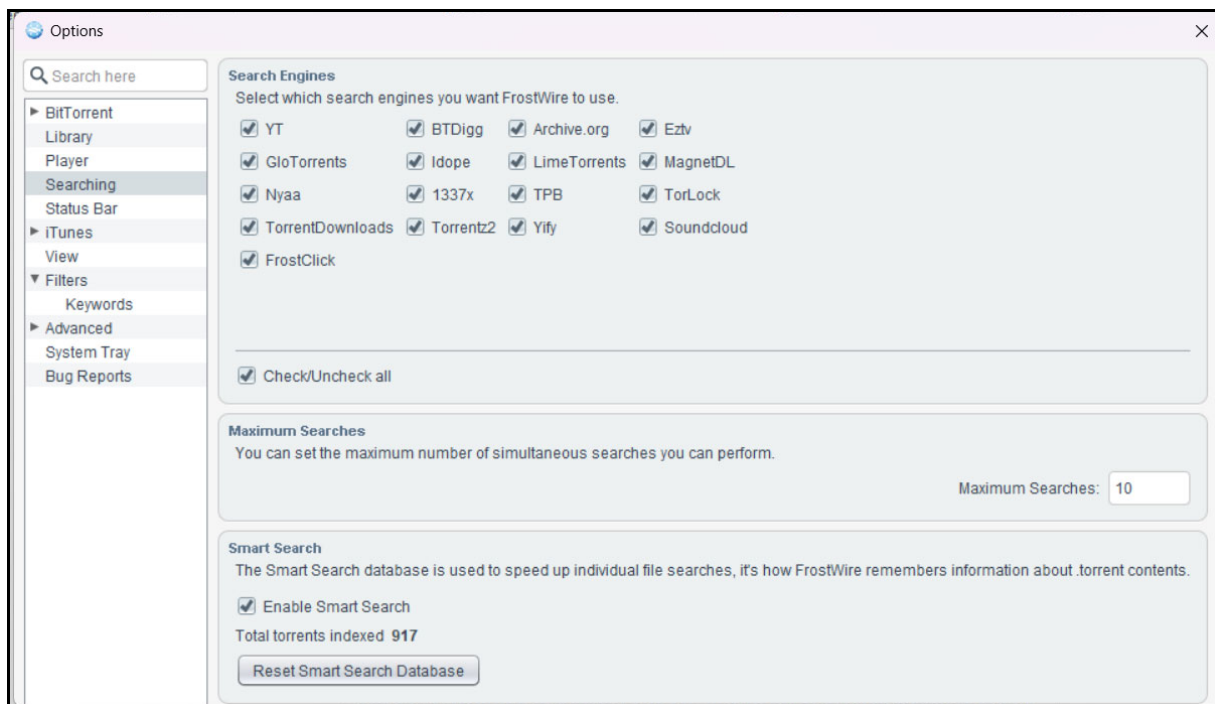 Options
Search here
BitTorrent
Library
Player
Searching
Status Bar
iTunes
View
Filters
Keywords
Advanced
System Tray
Bug Reports
Search Engines
Select which search engines you want FrostWire to use.
YT BTDigg Archive.org Eztv
GloTorrents Idope LimeTorrents MagnetDL
Nyaa 1337x TPB TorLock
TorrentDownloads Torrentz2 Yify Soundcloud
FrostClick
Check/Uncheck all
Maximum Searches
You can set the maximum number of simultaneous searches you can perform.
Maximum Searches: 10
Smart Search
The Smart Search database is used to speed up individual file searches, it's how FrostWire remembers information about .torrent contents.
Enable Smart Search
Total torrents indexed 917
Reset Smart Search Database